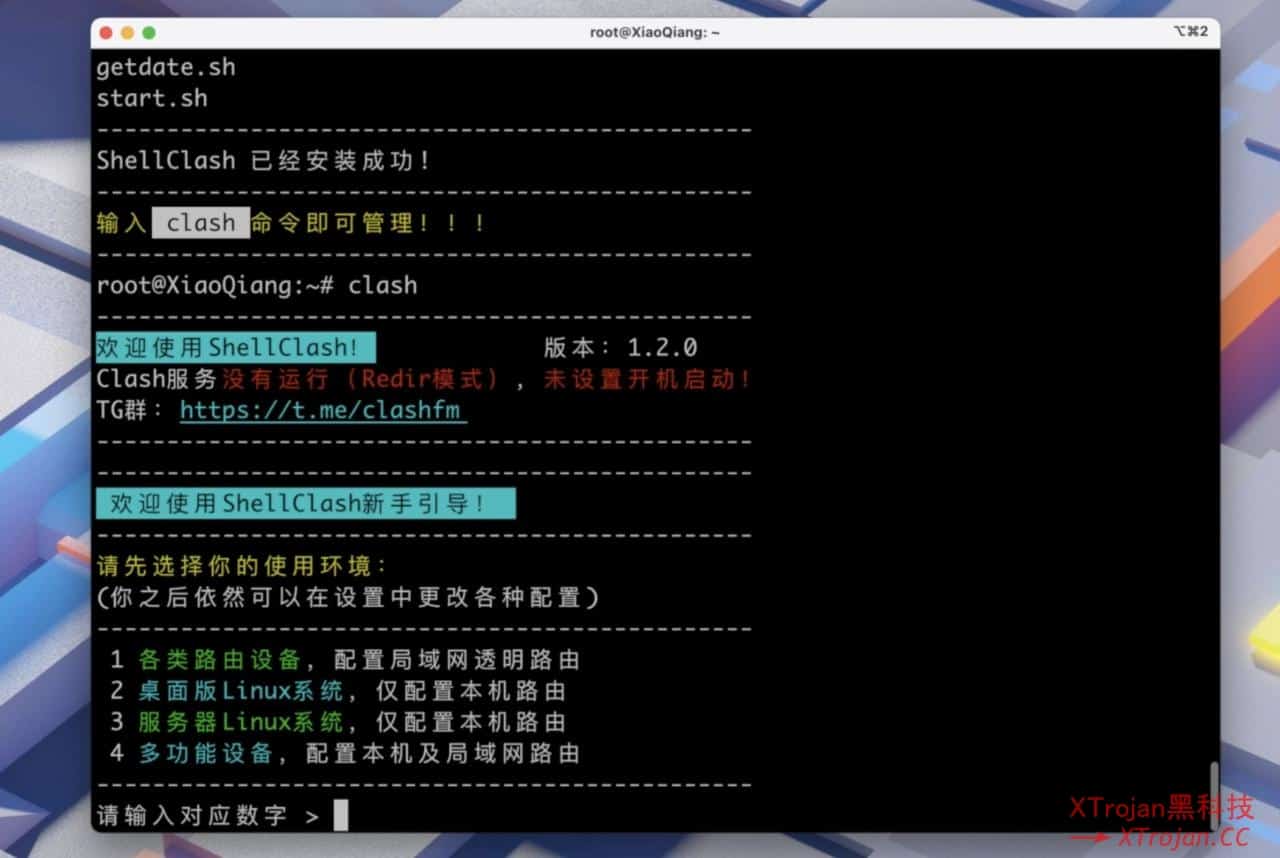 root@XiaoQiang: ~
⌥⌘2
getdate.sh
start.sh
-----------------------------------------------
ShellClash 已经安装成功!
-----------------------------------------------
输入 clash 命令即可管理！！！
-----------------------------------------------
root@XiaoQiang:~# clash
-----------------------------------------------
欢迎使用ShellClash! 版本：1.2.0
Clash服务没有运行（Redir模式），未设置开机启动！
TG群：https://t.me/clashfm
-----------------------------------------------
-----------------------------------------------
欢迎使用ShellClash新手引导！
-----------------------------------------------
请先选择你的使用环境：
(你之后依然可以在设置中更改各种配置)
-----------------------------------------------
1 各类路由设备，配置局域网透明路由
2 桌面版Linux系统，仅配置本机路由
3 服务器Linux系统，仅配置本机路由
4 多功能设备，配置本机及局域网路由
-----------------------------------------------
请输入对应数字 >
XTrojan黑科技
XTrojan.CC